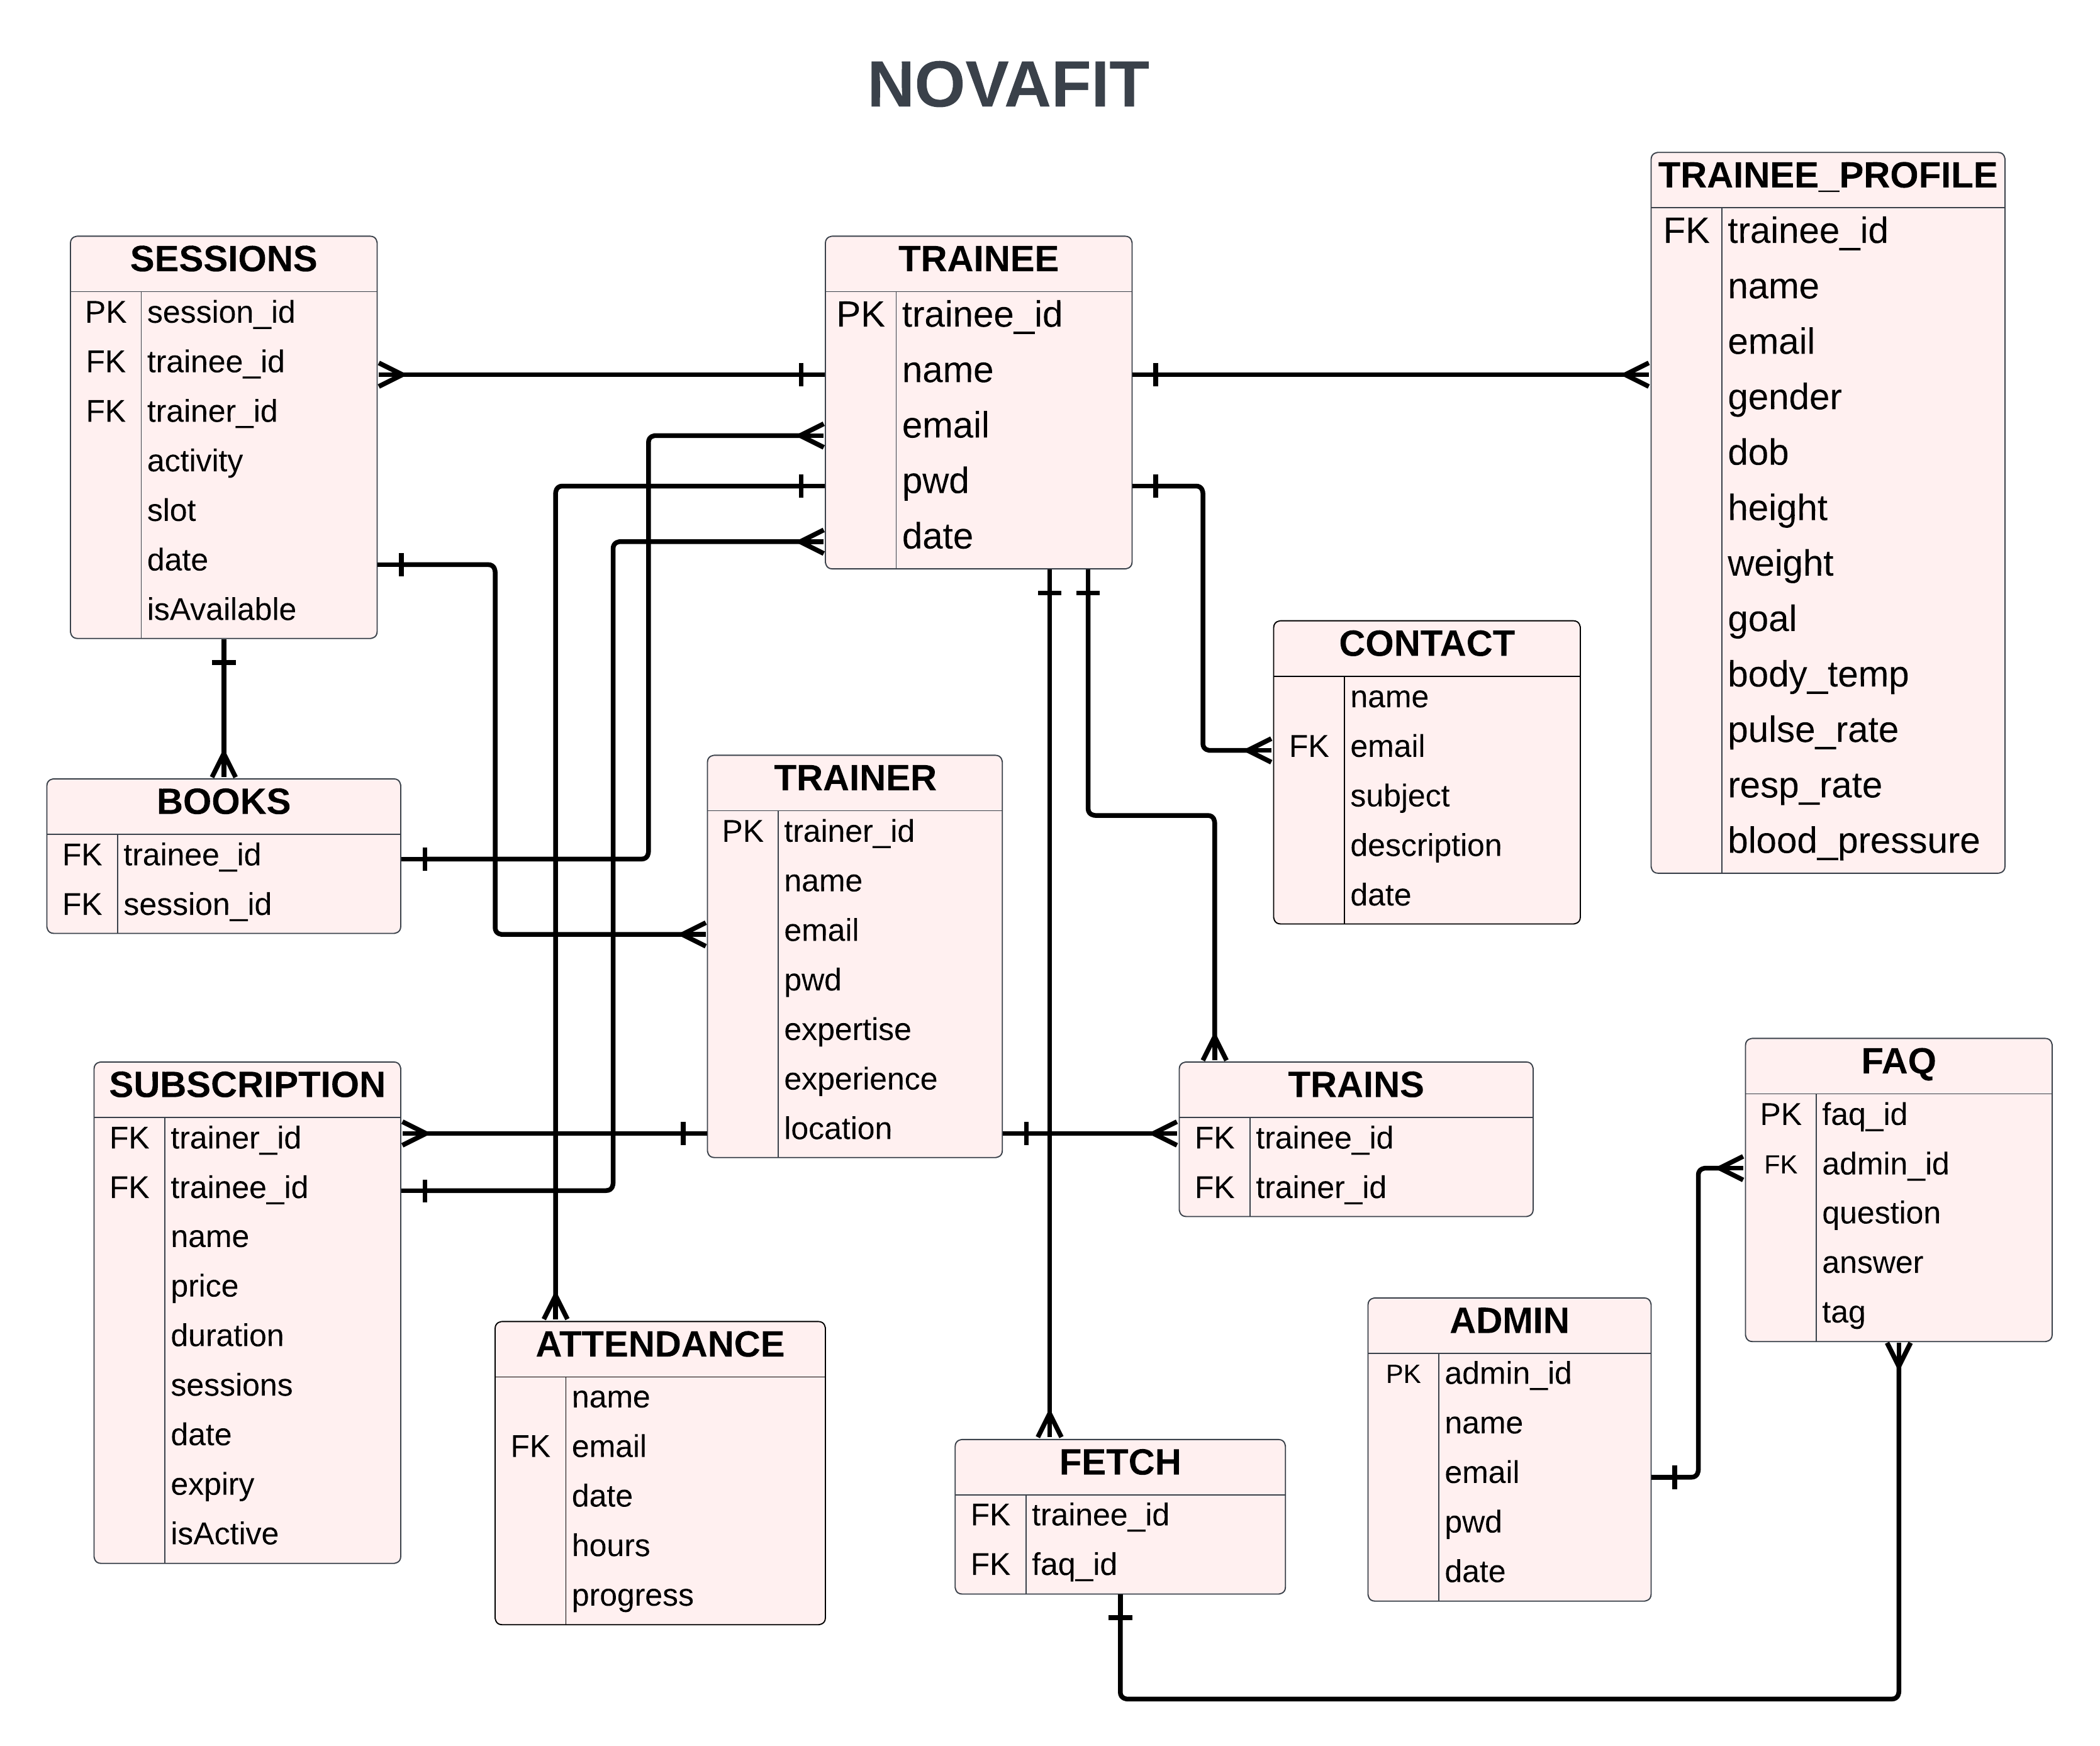 NOVAFIT
SESSIONS
PK session_id
FK trainee_id
FK trainer_id
activity
slot
date
isAvailable
TRAINEE
PK trainee_id
name
email
pwd
date
TRAINEE_PROFILE
FK trainee_id
name
email
gender
dob
height
weight
goal
body_temp
pulse_rate
resp_rate
blood_pressure
CONTACT
name
FK email
subject
description
date
BOOKS
FK trainee_id
FK session_id
TRAINER
PK trainer_id
name
email
pwd
expertise
experience
location
SUBSCRIPTION
FK trainer_id
FK trainee_id
name
price
duration
sessions
date
expiry
isActive
TRAINS
FK trainee_id
FK trainer_id
FAQ
PK faq_id
FK admin_id
question
answer
tag
ATTENDANCE
name
FK email
date
hours
progress
FETCH
FK trainee_id
FK faq_id
ADMIN
PK admin_id
name
email
pwd
date